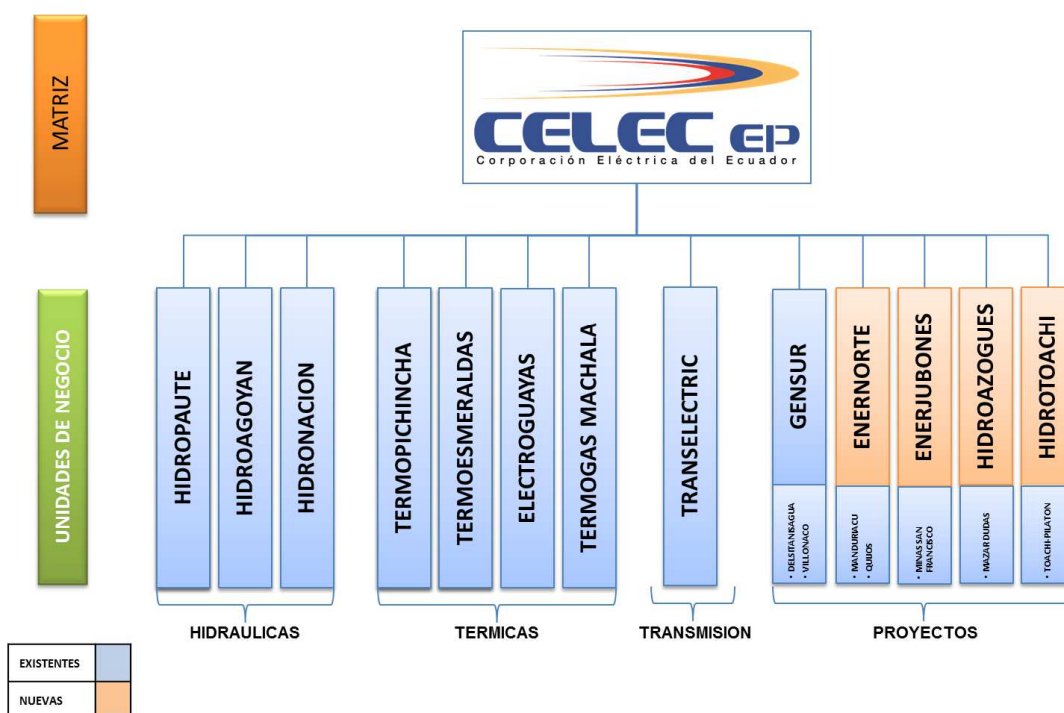 MATRIZ
CELEC EP
Corporación Eléctrica del Ecuador
UNIDADES DE NEGOCIO
HIDROPAUTE
HIDROAGOYAN
HIDRONACION
TERMOPICHINCHA
TERMOESMERALDAS
ELECTROGUAYAS
TERMOGAS MACHALA
TRANSELECTRIC
GENSUR
ENERNORTE
ENERJUBONES
HIDROAZOGUES
HIDROTOACHI
• DELSITANISAGUA
• VILLONACO
• MANDURIACU
• QUIJOS
• MINAS SAN
FRANCISCO
• MAZAR DUDAS
• TOACHI-PILATON
HIDRAULICAS
TERMICAS
TRANSMISION
PROYECTOS
EXISTENTES
NUEVAS